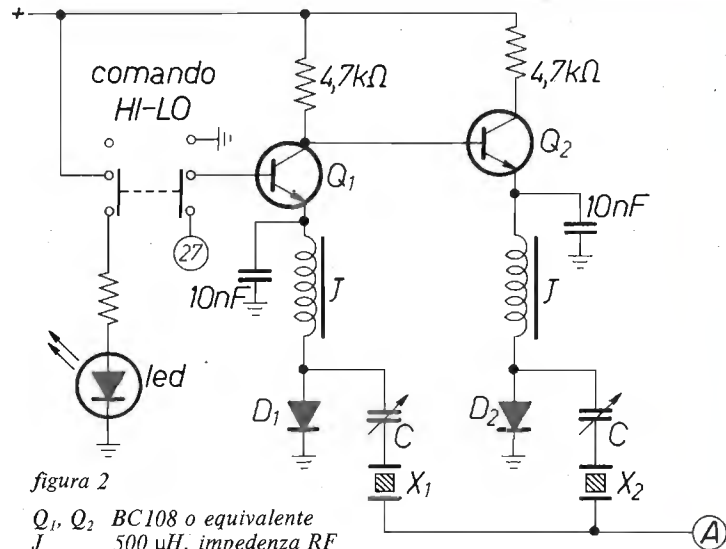 +
comando
HI-LO
4,7kΩ
4,7kΩ
Q1
Q2
27
10nF
10nF
J
J
led
D1
C
D2
C
X1
X2
A
figura 2
Q1, Q2 BC108 o equivalente
J 500 µH, impedenza RF